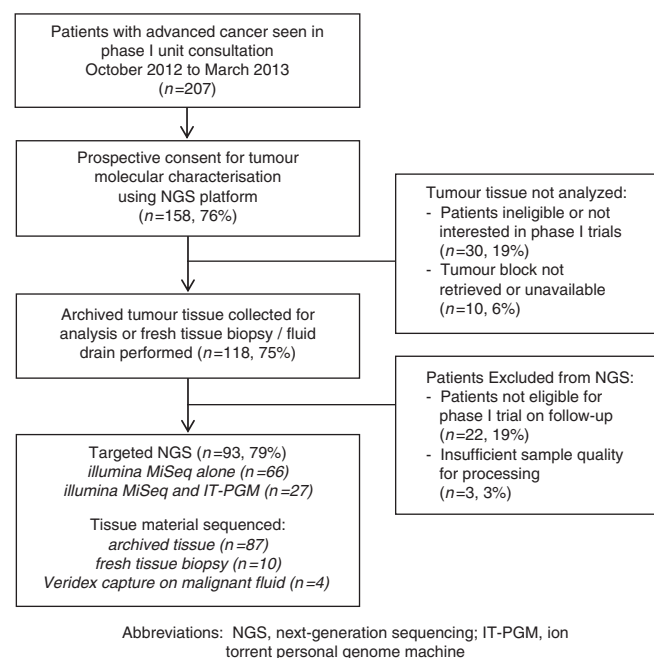 Patients with advanced cancer seen in
phase I unit consultation
October 2012 to March 2013
(n=207)
Prospective consent for tumour
molecular characterisation
using NGS platform
(n=158, 76%)
Tumour tissue not analyzed:
- Patients ineligible or not
interested in phase I trials
(n=30, 19%)
- Tumour block not
retrieved or unavailable
(n=10, 6%)
Archived tumour tissue collected for
analysis or fresh tissue biopsy / fluid
drain performed (n=118, 75%)
Patients Excluded from NGS:
- Patients not eligible for
phase I trial on follow-up
(n=22, 19%)
- Insufficient sample quality
for processing
(n=3, 3%)
Targeted NGS (n=93, 79%)
illumina MiSeq alone (n=66)
illumina MiSeq and IT-PGM (n=27)
Tissue material sequenced:
archived tissue (n=87)
fresh tissue biopsy (n=10)
Veridex capture on malignant fluid (n=4)
Abbreviations: NGS, next-generation sequencing; IT-PGM, ion
torrent personal genome machine